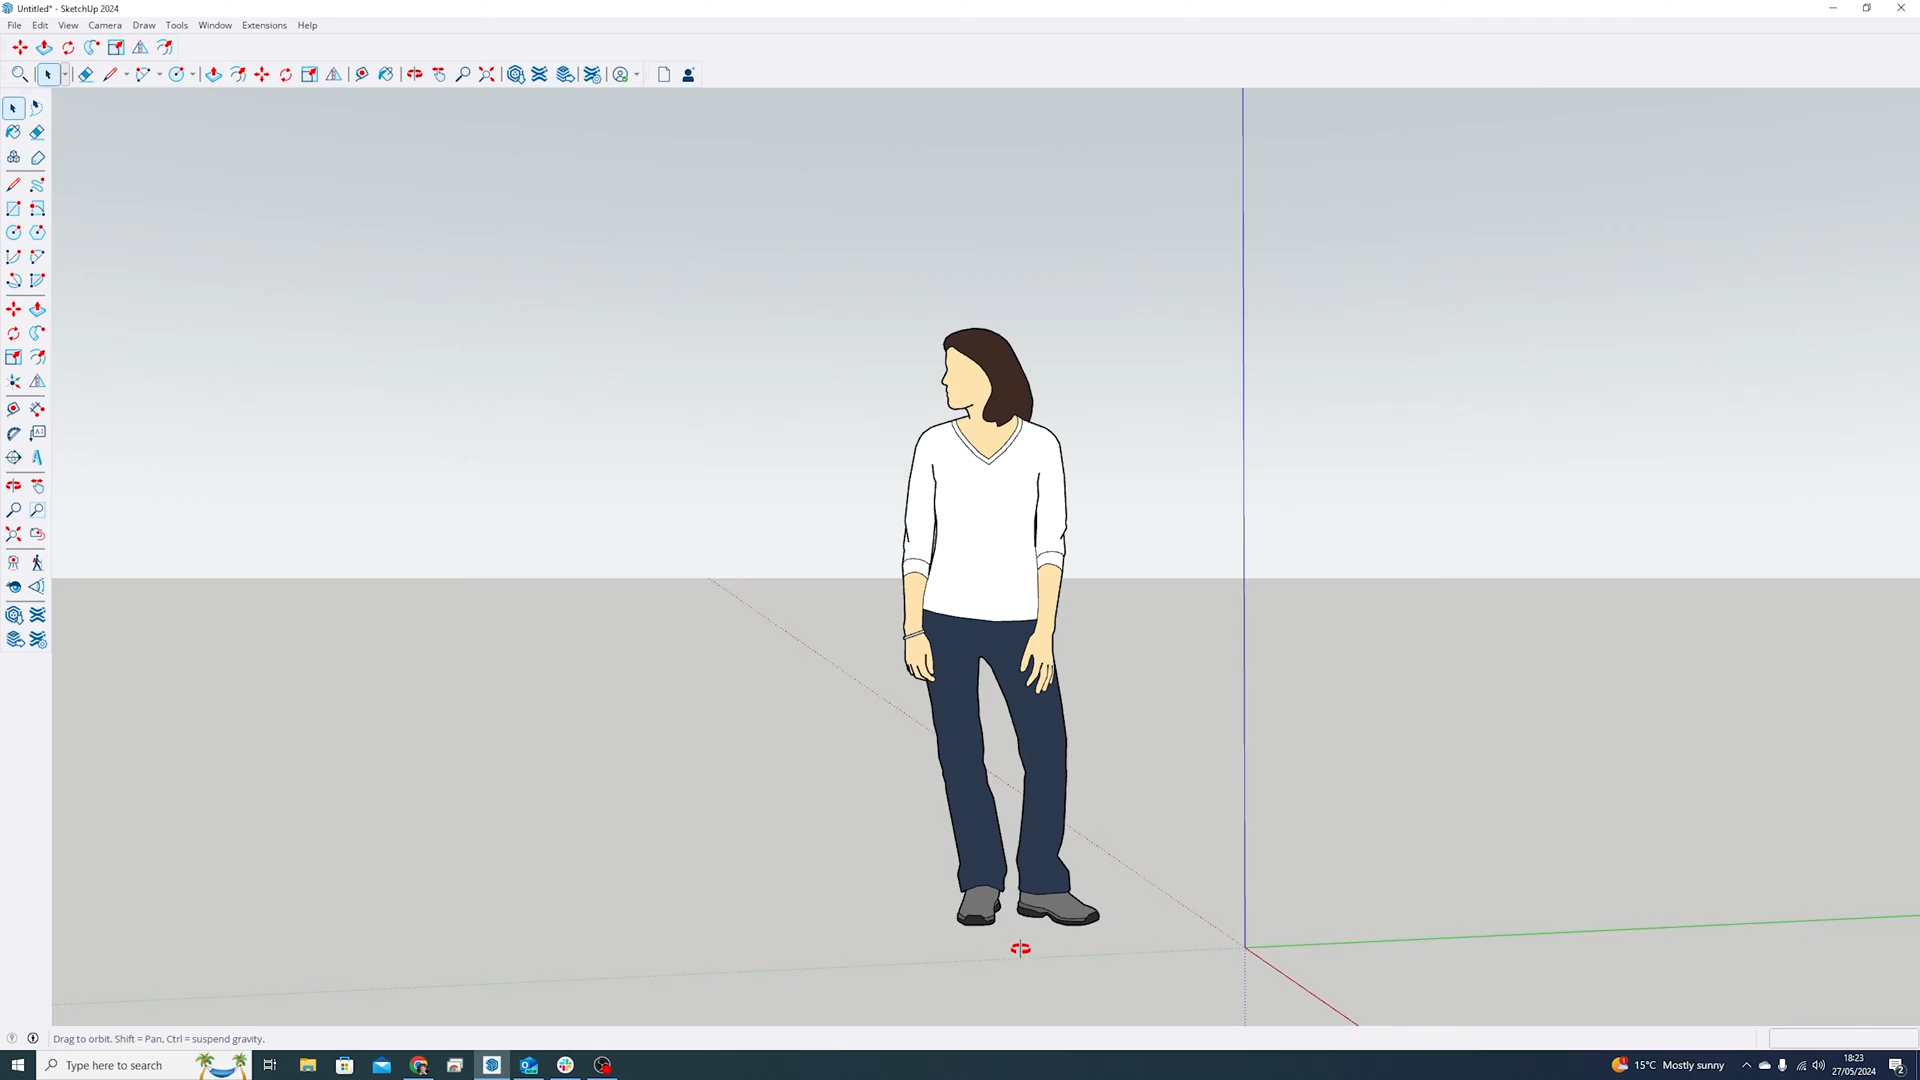 Untitled* - SketchUp 2024
File Edit View Camera Draw Tools Window Help Extensions
Drag to orbit. Shift = Pan, Ctrl = suspend gravity.
Type here to search
15°C Mostly sunny
18:23
27/05/2024
2